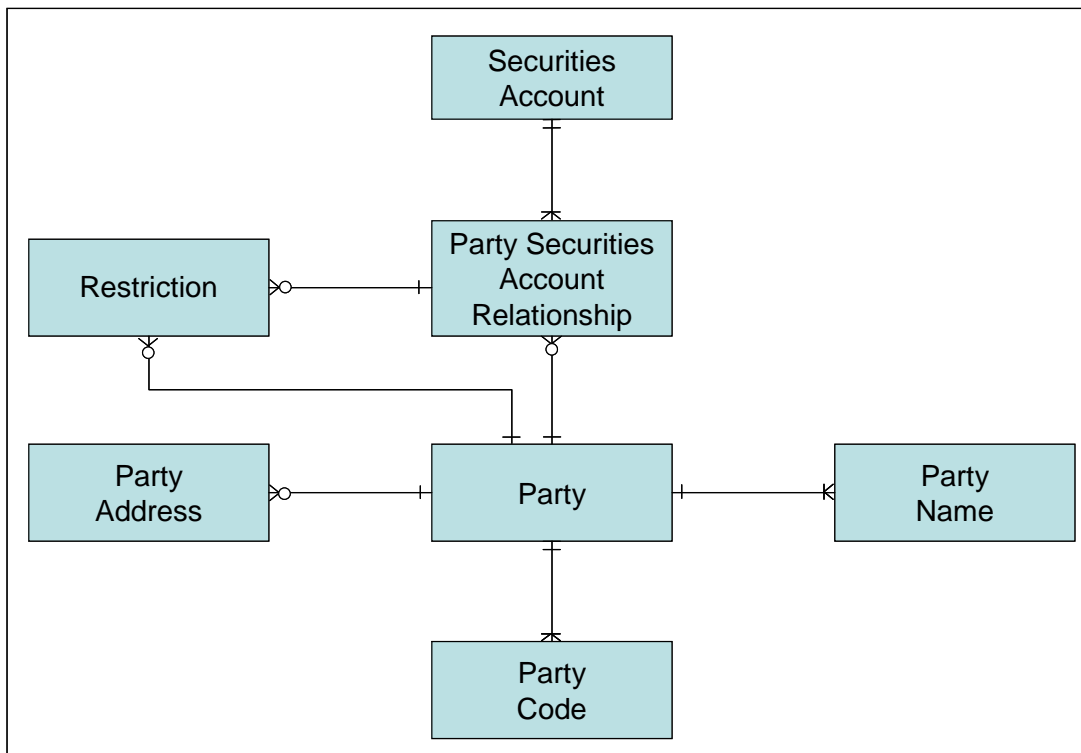 Securities
Account
Party Securities
Account
Relationship
Restriction
Party
Address
Party
Party
Name
Party
Code